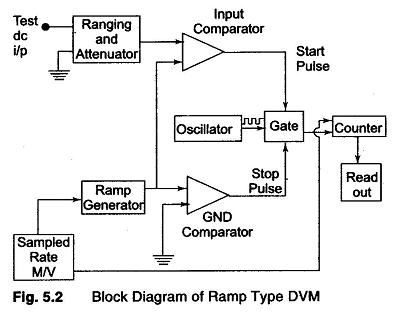 Test
dc
i/p
Ranging
and
Attenuator
Input
Comparator
Start
Pulse
Oscillator
Gate
Counter
Read
out
Stop
Pulse
Ramp
Generator
GND
Comparator
Sampled
Rate
M/V
Fig. 5.2 Block Diagram of Ramp Type DVM